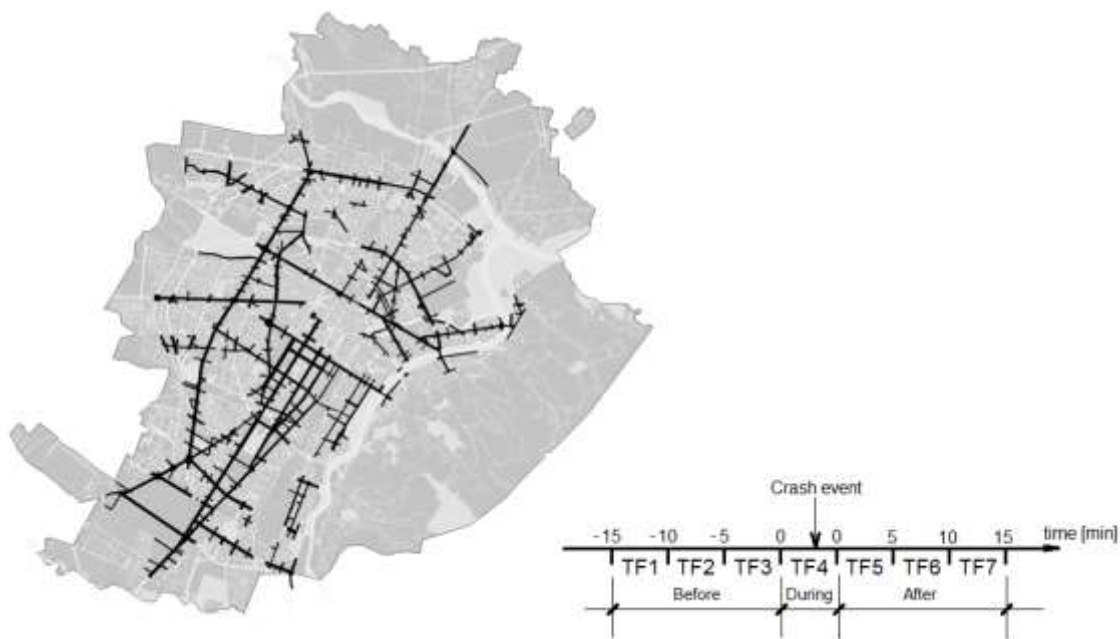 Crash event
-15 -10 -5 0 0 5 10 15 time [min]
TF1 TF2 TF3 TF4 TF5 TF6 TF7
Before During After